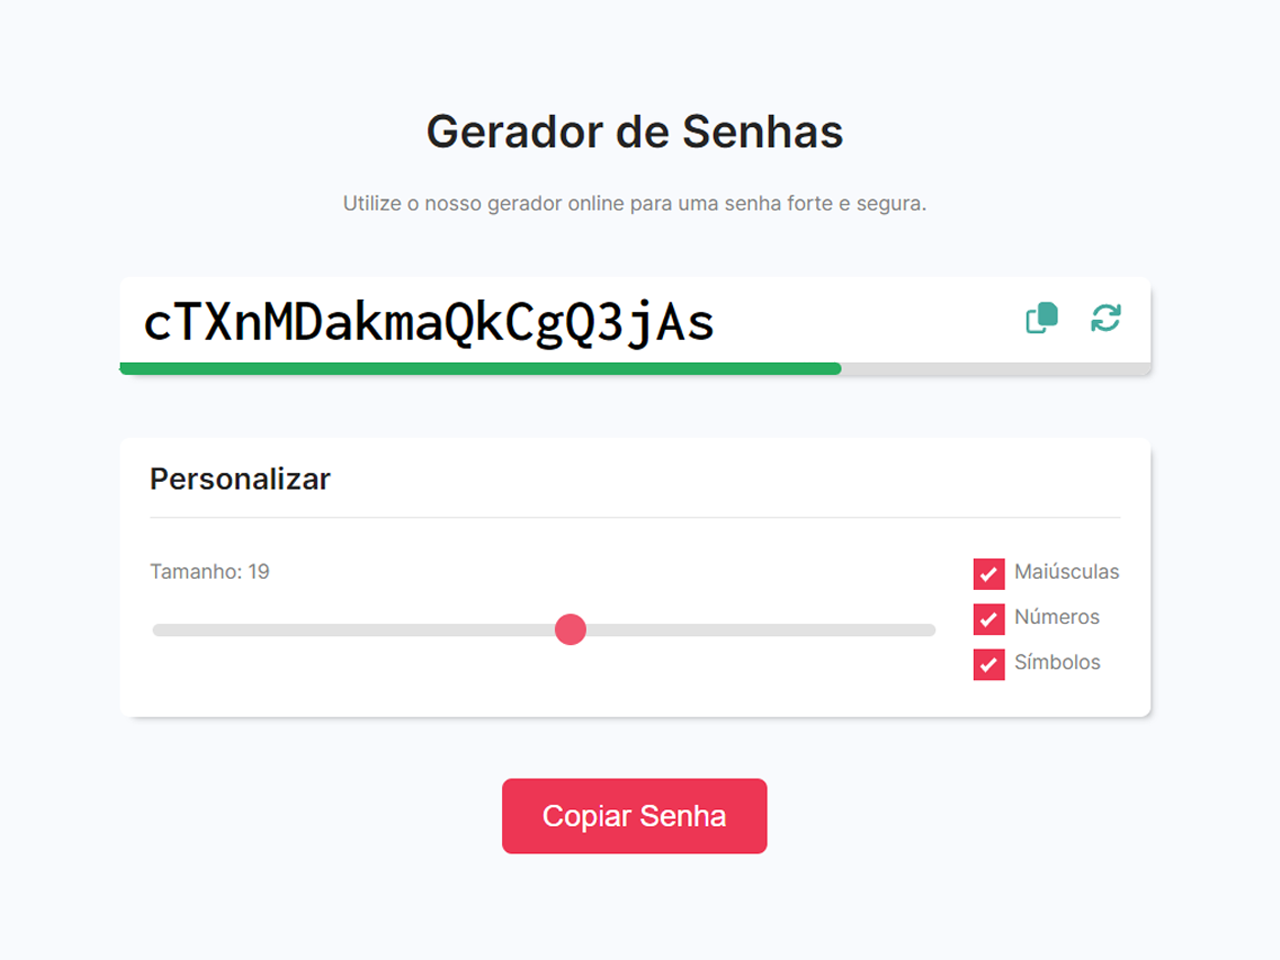 Gerador de Senhas
Utilize o nosso gerador online para uma senha forte e segura.
cTXnMDakmaQkCgQ3jAs
Personalizar
Tamanho: 19
Maiúsculas
Números
Símbolos
Copiar Senha